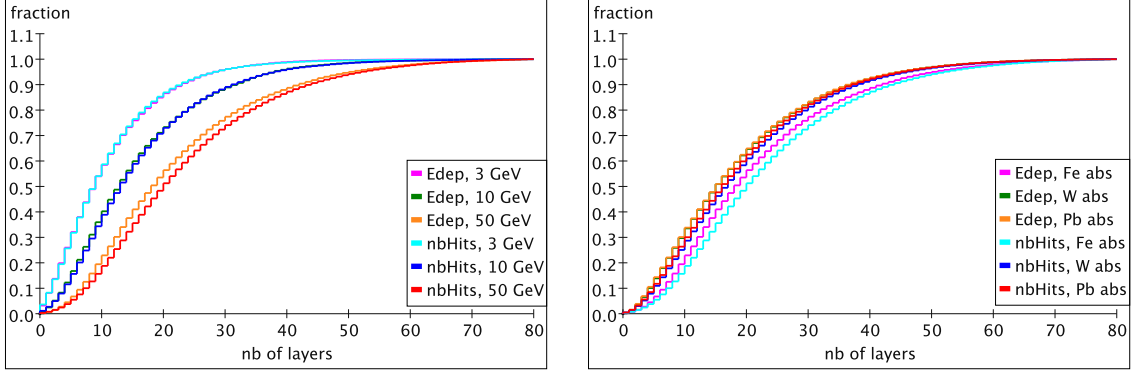 fraction
1.1
1.0
0.9
0.8
0.7
0.6
0.5
0.4
0.3
0.2
0.1
0.0
0 10 20 30 40 50 60 70 80
nb of layers
Edep, 3 GeV
Edep, 10 GeV
Edep, 50 GeV
nbHits, 3 GeV
nbHits, 10 GeV
nbHits, 50 GeV
fraction
1.1
1.0
0.9
0.8
0.7
0.6
0.5
0.4
0.3
0.2
0.1
0.0
0 10 20 30 40 50 60 70 80
nb of layers
Edep, Fe abs
Edep, W abs
Edep, Pb abs
nbHits, Fe abs
nbHits, W abs
nbHits, Pb abs